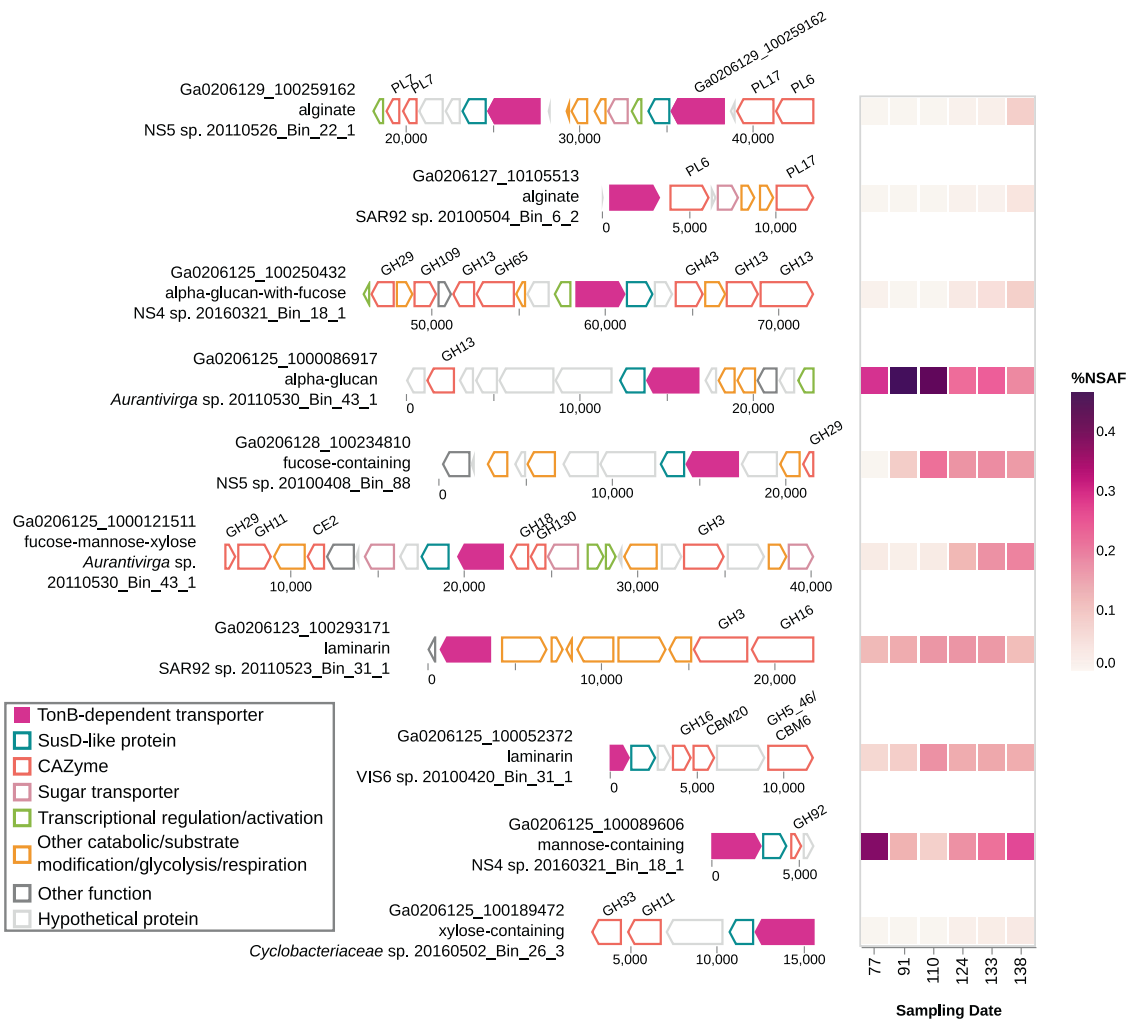 Ga0206129_100259162
alginate
NS5 sp. 20110526_Bin_22_1
PL7 PL7 Ga0206129_100259162 PL17 PL6
20,000 30,000 40,000
Ga0206127_10105513
alginate
SAR92 sp. 20100504_Bin_6_2
PL6 PL17
0 5,000 10,000
Ga0206125_100250432
alpha-glucan-with-fucose
NS4 sp. 20160321_Bin_18_1
GH29 GH109 GH13 GH65 GH43 GH13 GH13
50,000 60,000 70,000
Ga0206125_1000086917
alpha-glucan
Aurantivirga sp. 20110530_Bin_43_1
GH13
0 10,000 20,000
Ga0206128_100234810
fucose-containing
NS5 sp. 20100408_Bin_88
GH29
0 10,000 20,000
Ga0206125_1000121511
fucose-mannose-xylose
Aurantivirga sp.
20110530_Bin_43_1
GH29 GH11 CE2 GH18 GH130 GH3
10,000 20,000 30,000 40,000
Ga0206123_100293171
laminarin
SAR92 sp. 20110523_Bin_31_1
GH3 GH16
0 10,000 20,000
Ga0206125_100052372
laminarin
VIS6 sp. 20100420_Bin_31_1
GH16 CBM20 GH5_46/
CBM6
0 5,000 10,000
Ga0206125_100089606
mannose-containing
NS4 sp. 20160321_Bin_18_1
GH92
0 5,000
Ga0206125_100189472
xylose-containing
Cyclobacteriaceae sp. 20160502_Bin_26_3
GH33 GH11
5,000 10,000 15,000
TonB-dependent transporter
SusD-like protein
CAZyme
Sugar transporter
Transcriptional regulation/activation
Other catabolic/substrate
modification/glycolysis/respiration
Other function
Hypothetical protein
%NSAF
0.4
0.3
0.2
0.1
0.0
77 91 110 124 133 138
Sampling Date